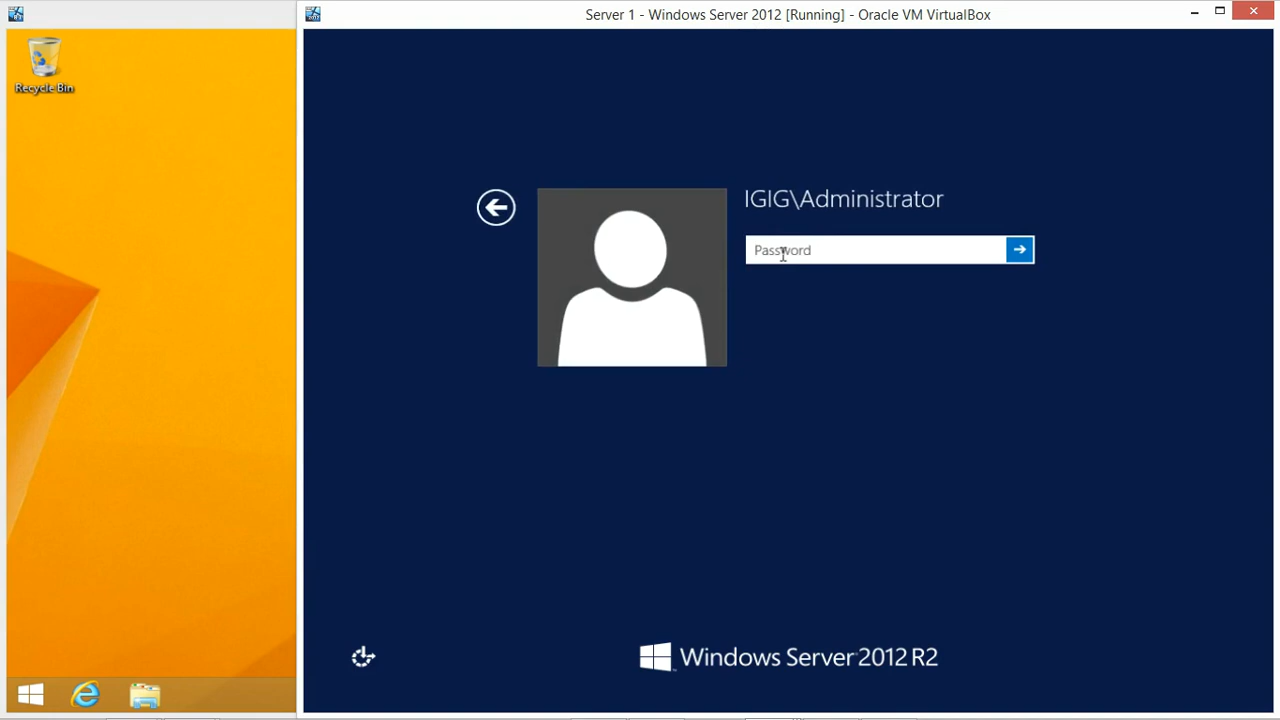 Server 1 - Windows Server 2012 [Running] - Oracle VM VirtualBox
Recycle Bin
IGIG\Administrator
Password
Windows Server 2012 R2